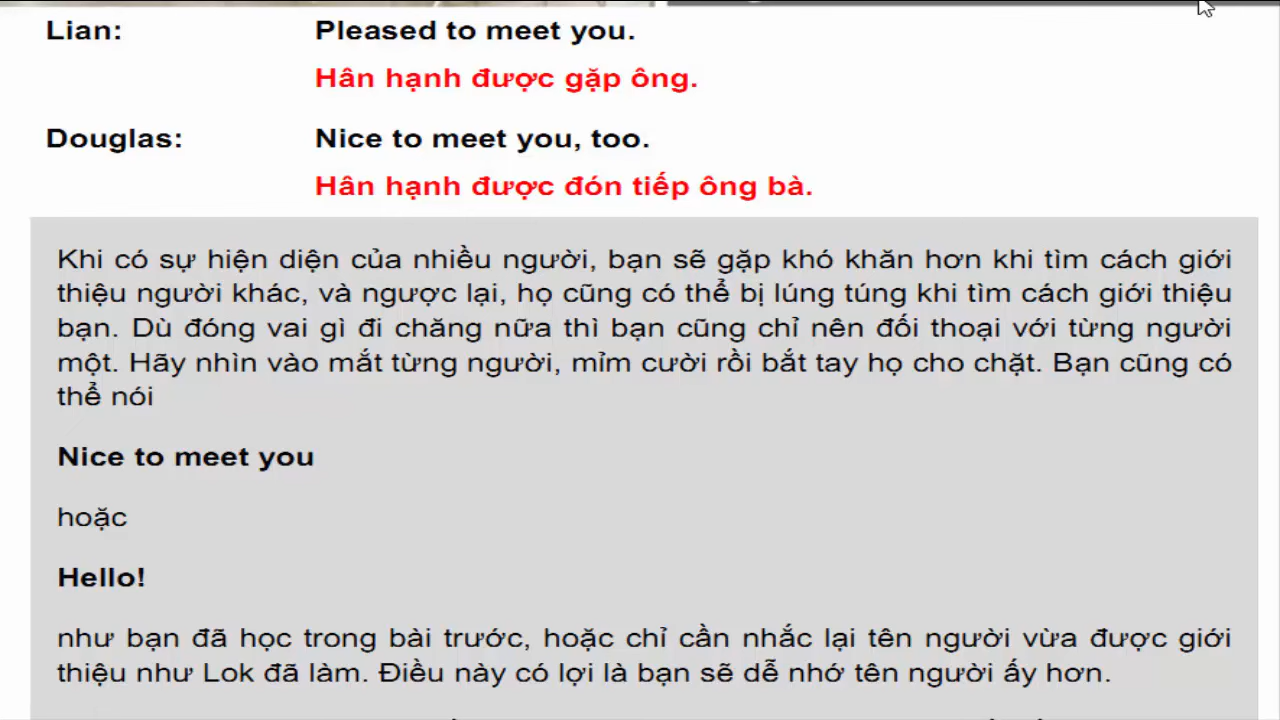 Lian: Pleased to meet you.
Hân hạnh được gặp ông.
Douglas: Nice to meet you, too.
Hân hạnh được đón tiếp ông bà.
Khi có sự hiện diện của nhiều người, bạn sẽ gặp khó khăn hơn khi tìm cách giới
thiệu người khác, và ngược lại, họ cũng có thể bị lúng túng khi tìm cách giới thiệu
bạn. Dù đóng vai gì đi chăng nữa thì bạn cũng chỉ nên đối thoại với từng người
một. Hãy nhìn vào mắt từng người, mỉm cười rồi bắt tay họ cho chặt. Bạn cũng có
thể nói
Nice to meet you
hoặc
Hello!
như bạn đã học trong bài trước, hoặc chỉ cần nhắc lại tên người vừa được giới
thiệu như Lok đã làm. Điều này có lợi là bạn sẽ dễ nhớ tên người ấy hơn.